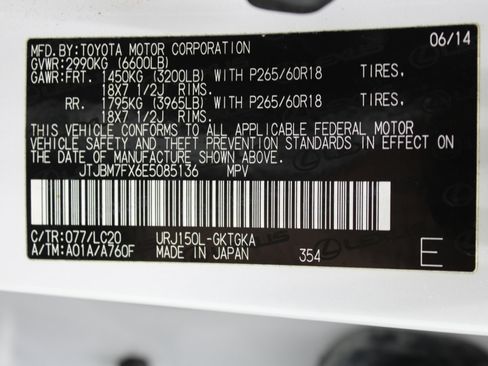 MFD.BY:TOYOTA MOTOR CORPORATION 06/14
GVWR:2990KG (6600LB)
GAWR:FRT. 1450KG (3200LB) WITH P265/60R18 TIRES,
18X7 1/2J RIMS.
RR. 1795KG (3965LB) WITH P265/60R18 TIRES,
18X7 1/2J RIMS.
THIS VEHICLE CONFORMS TO ALL APPLICABLE FEDERAL MOTOR
VEHICLE SAFETY AND THEFT PREVENTION STANDARDS IN EFFECT
ON THE DATE OF MANUFACTURE SHOWN ABOVE.
JTJBM7FX6E5085136 MPV
C/TR:077/LC20 URJ150L-GKTGKA
A/TM:A01A/A760F MADE IN JAPAN 354 E